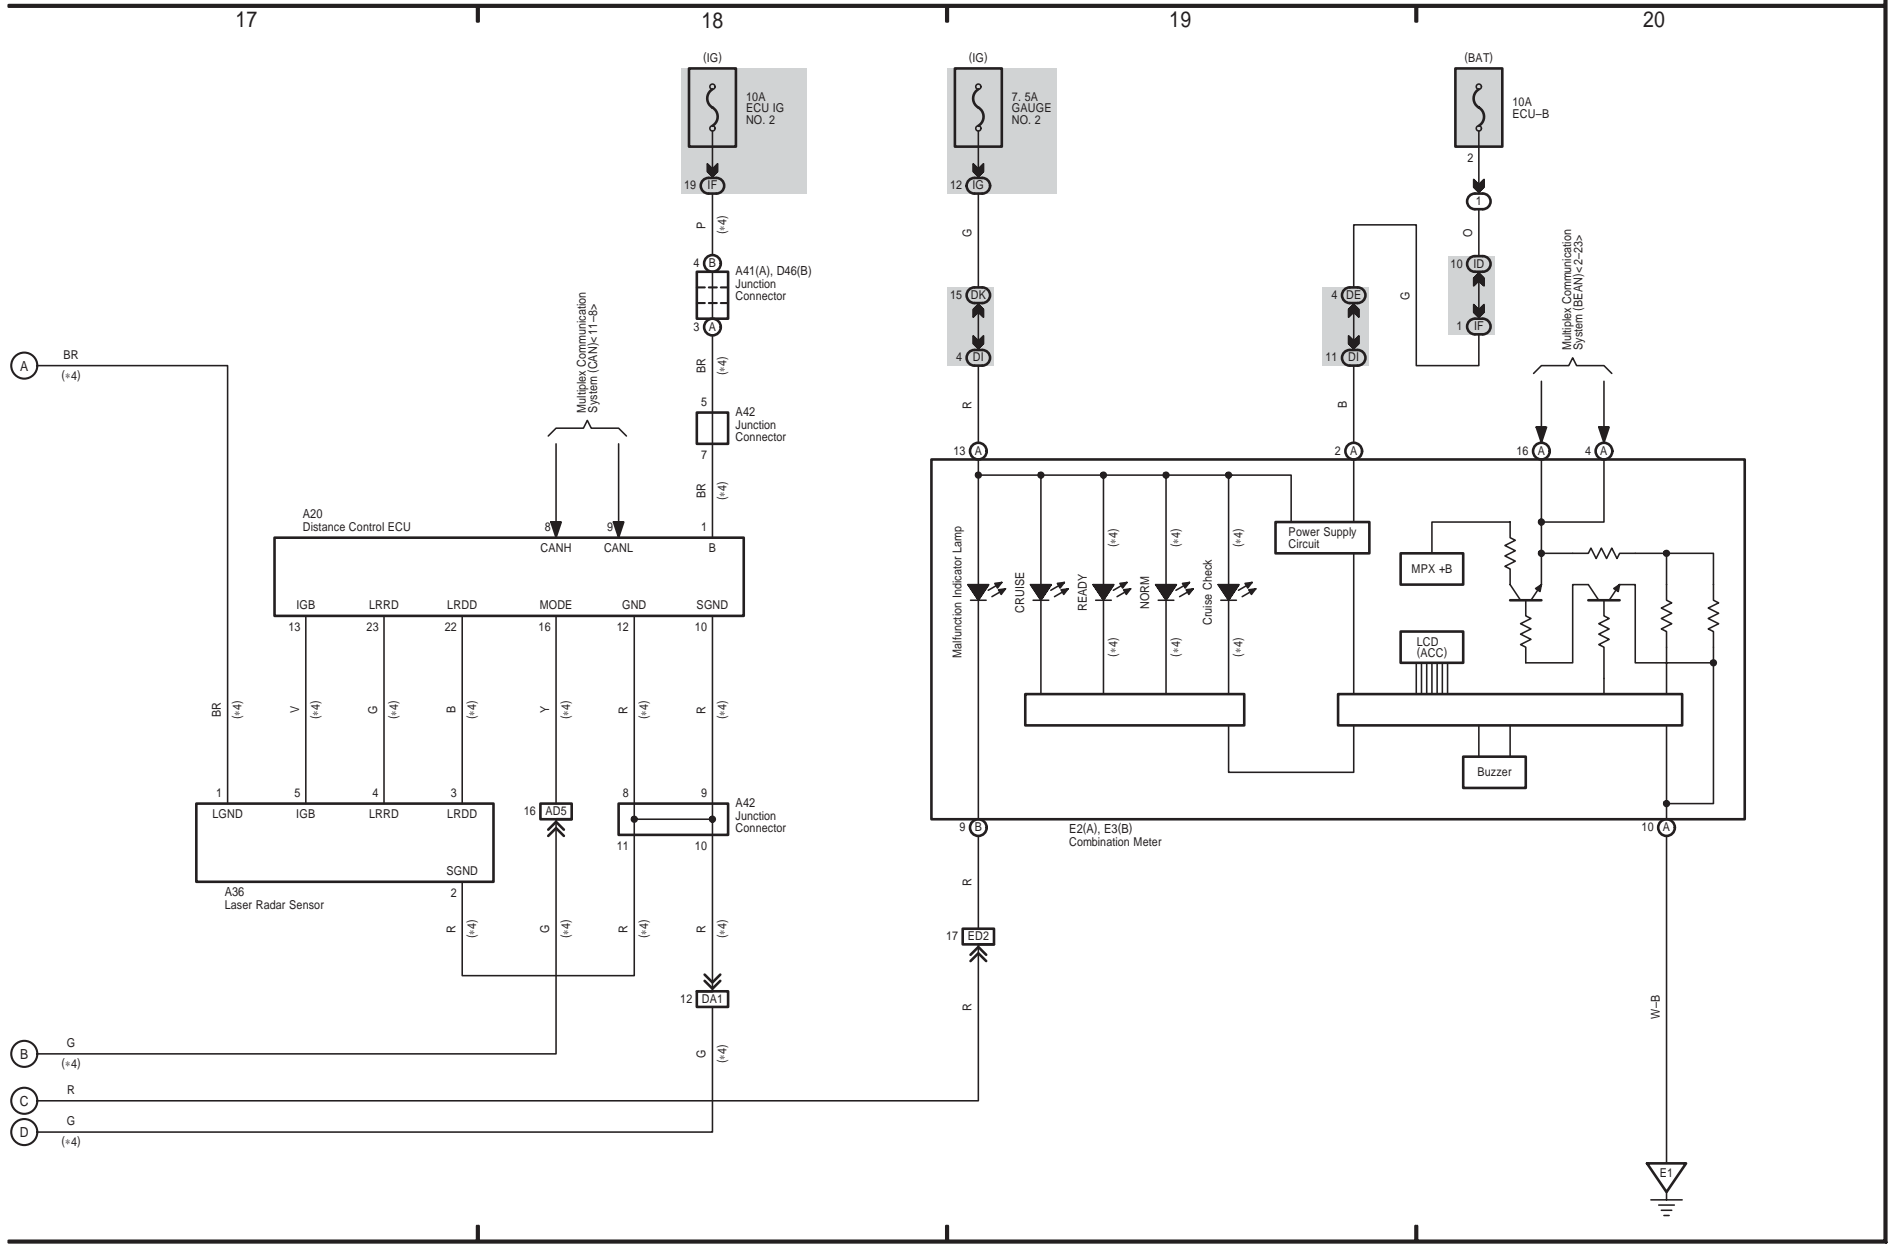 17
18
19
20
(IG)
10A
ECU IG
NO. 2
19 IF
P
(∗4)
4 B
A41(A), D46(B)
Junction
Connector
3 A
BR
(∗4)
5
A42
Junction
Connector
7
BR
(∗4)
Multiplex Communication
System (CAN)<11–8>
A
BR
(∗4)
A20
Distance Control ECU
8
9
1
CANH
CANL
B
IGB
LRRD
LRDD
MODE
GND
SGND
13
23
22
16
12
10
BR
(∗4)
V
(∗4)
G
(∗4)
B
(∗4)
Y
(∗4)
R
(∗4)
R
(∗4)
1
5
4
3
LGND
IGB
LRRD
LRDD
SGND
2
A36
Laser Radar Sensor
16 AD5
8
9
A42
Junction
Connector
11
10
R
(∗4)
G
(∗4)
R
(∗4)
R
(∗4)
12 DA1
G
(∗4)
B
G
(∗4)
C
R
D
G
(∗4)
(IG)
7. 5A
GAUGE
NO. 2
12 IG
G
15 DK
4 DI
R
13 A
(BAT)
10A
ECU–B
2
1
O
10 ID
1 IF
G
4 DE
11 DI
B
2 A
Multiplex Communication
System (BEAN)<2–23>
16 A
4 A
Malfunction Indicator Lamp
CRUISE
READY
(∗4)
(∗4)
NORM
(∗4)
(∗4)
Cruise Check
(∗4)
(∗4)
Power Supply
Circuit
MPX +B
LCD
(ACC)
Buzzer
9 B
E2(A), E3(B)
Combination Meter
10 A
R
17 ED2
R
W–B
E1